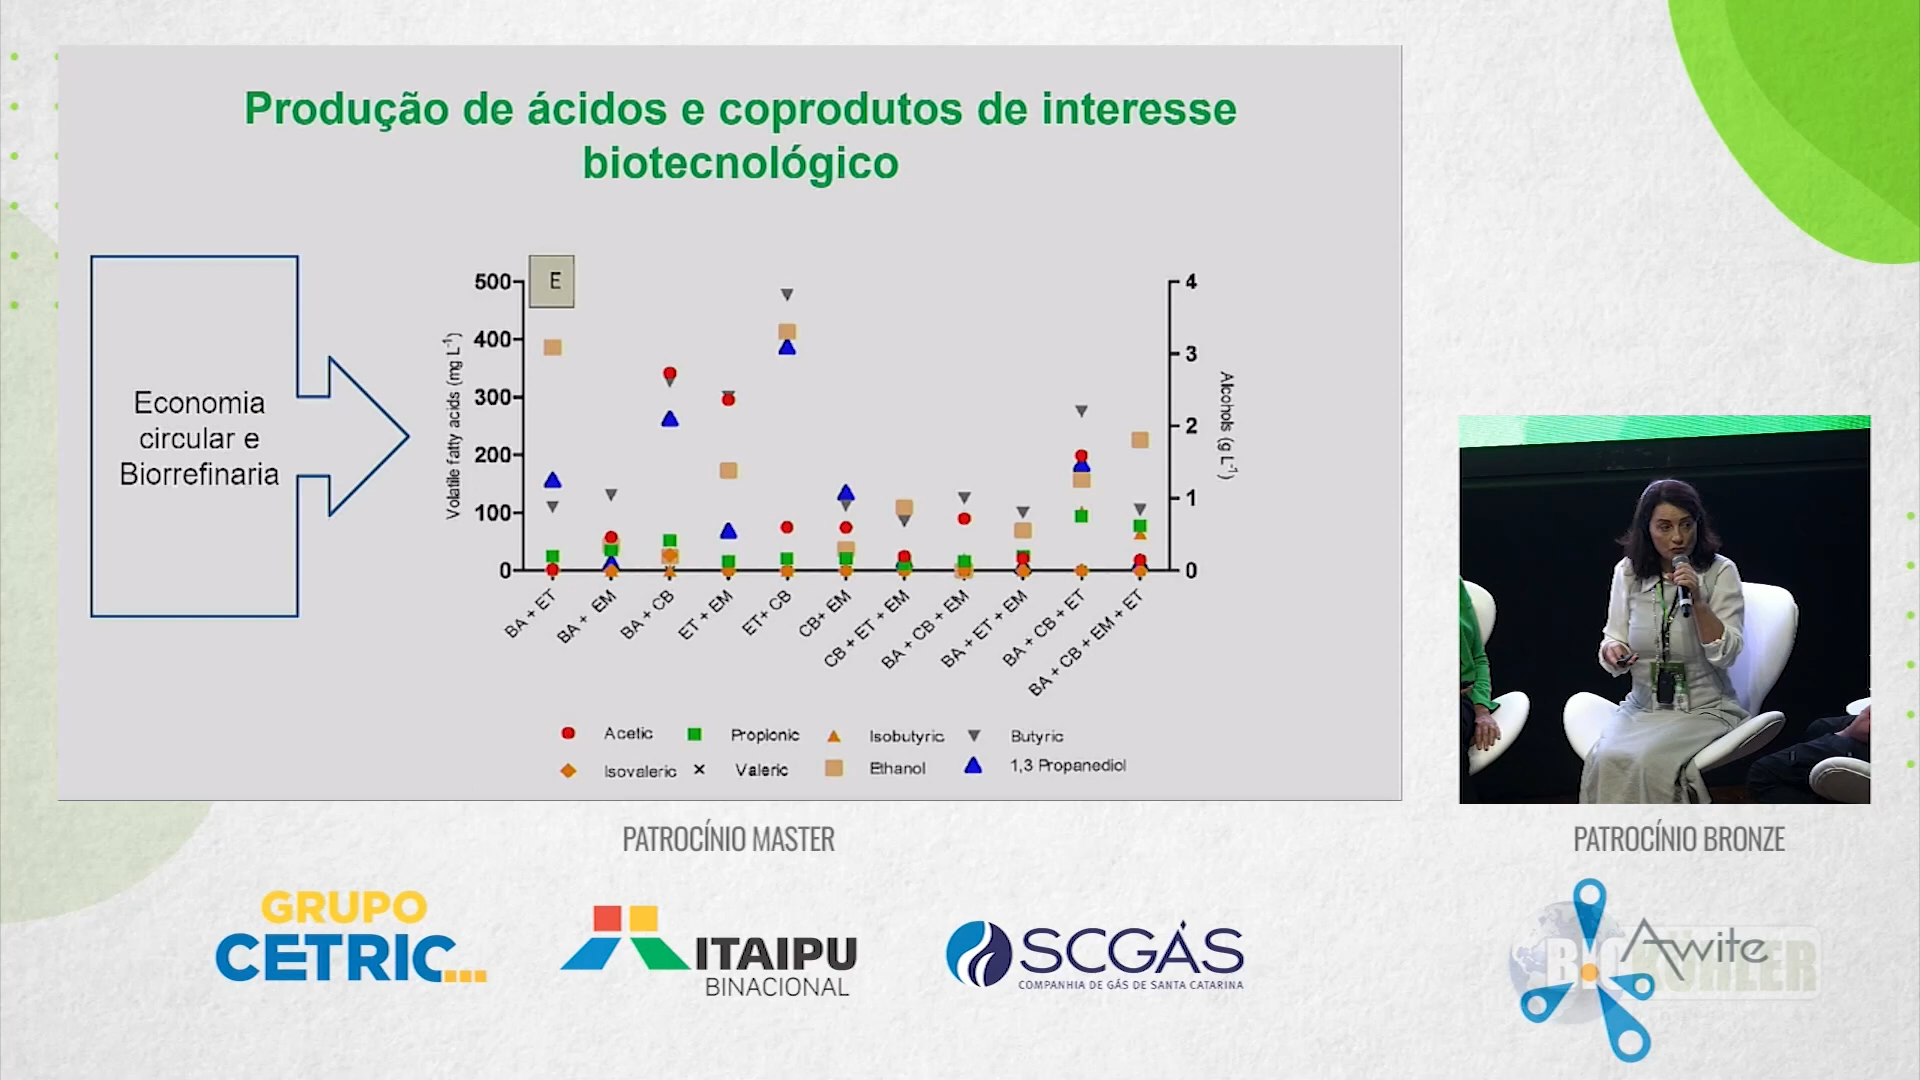 Produção de ácidos e coprodutos de interesse
biotecnológico
Economia
circular e
Biorrefinaria
E
500
400
300
200
100
0
Volatile fatty acids (mg L⁻¹)
4
3
2
1
0
Alcohols (g L⁻¹)
BA + ET
BA + EM
BA + CB
ET + EM
ET+ CB
CB+ EM
CB + ET + EM
BA + CB + EM
BA + ET + EM
BA + CB + ET
BA + CB + EM + ET
Acetic Propionic Isobutyric Butyric
Isovaleric Valeric Ethanol 1,3 Propanediol
PATROCÍNIO MASTER
PATROCÍNIO BRONZE
GRUPO
CETRIC...
ITAIPU
BINACIONAL
SCGÁS
COMPANHIA DE GÁS DE SANTA CATARINA
Awite